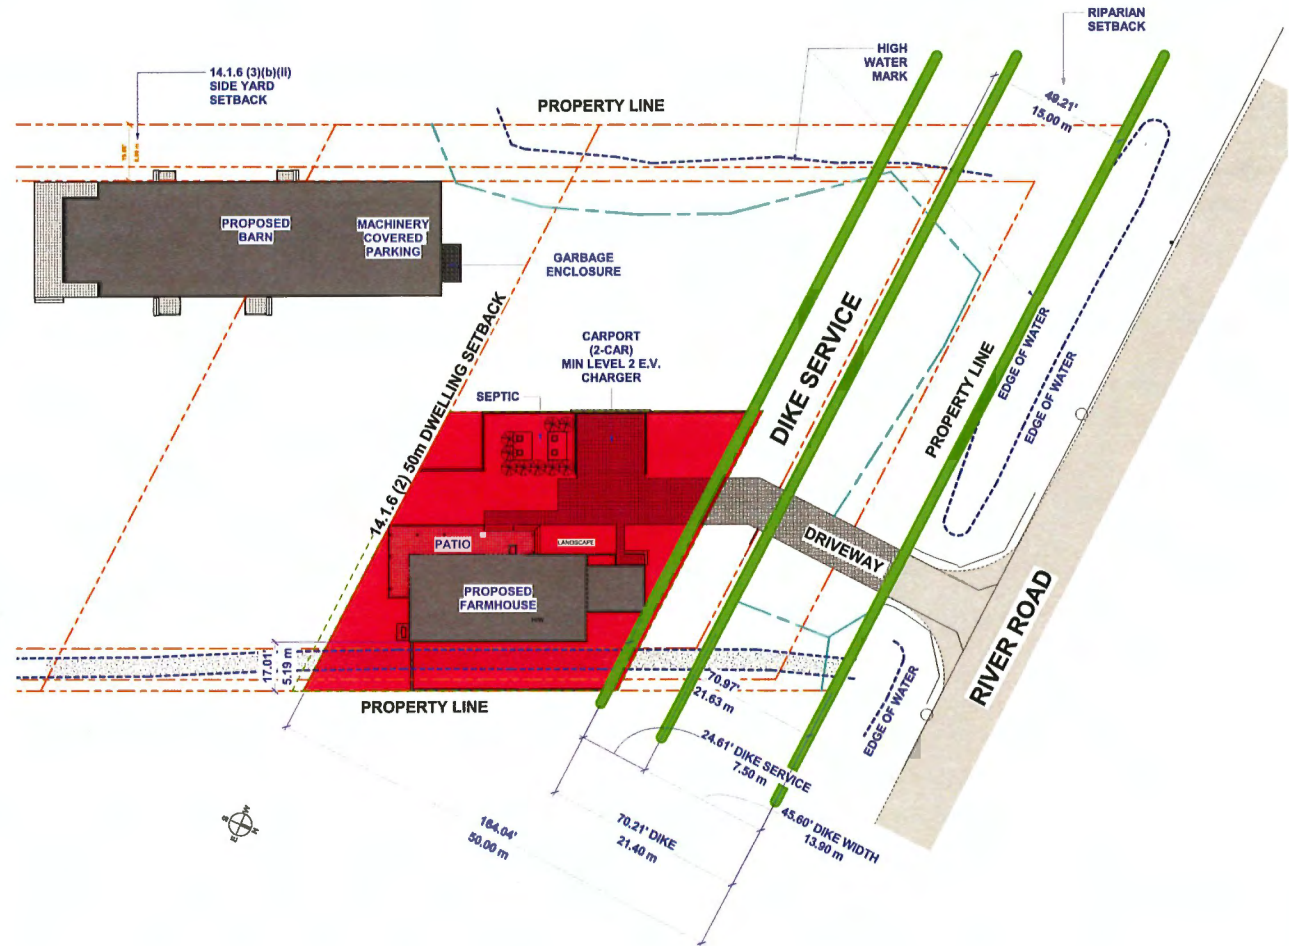 RIPARIAN
SETBACK
HIGH
WATER
MARK
14.1.6 (3)(b)(ii)
SIDE YARD
SETBACK
PROPERTY LINE
49.21'
15.00 m
PROPOSED
BARN
MACHINERY
COVERED
PARKING
GARBAGE
ENCLOSURE
14.1.6 (2) 50m DWELLING SETBACK
CARPORT
(2-CAR)
MIN LEVEL 2 E.V.
CHARGER
SEPTIC
DIKE SERVICE
PROPERTY LINE
EDGE OF WATER
EDGE OF WATER
PATIO
LANDSCAPE
DRIVEWAY
PROPOSED
FARMHOUSE
RIVER ROAD
17.01'
5.19 m
PROPERTY LINE
70.97'
21.63 m
EDGE OF WATER
24.61' DIKE SERVICE
7.50 m
164.04'
50.00 m
70.21' DIKE
21.40 m
45.60' DIKE WIDTH
13.90 m
S
W
E
N